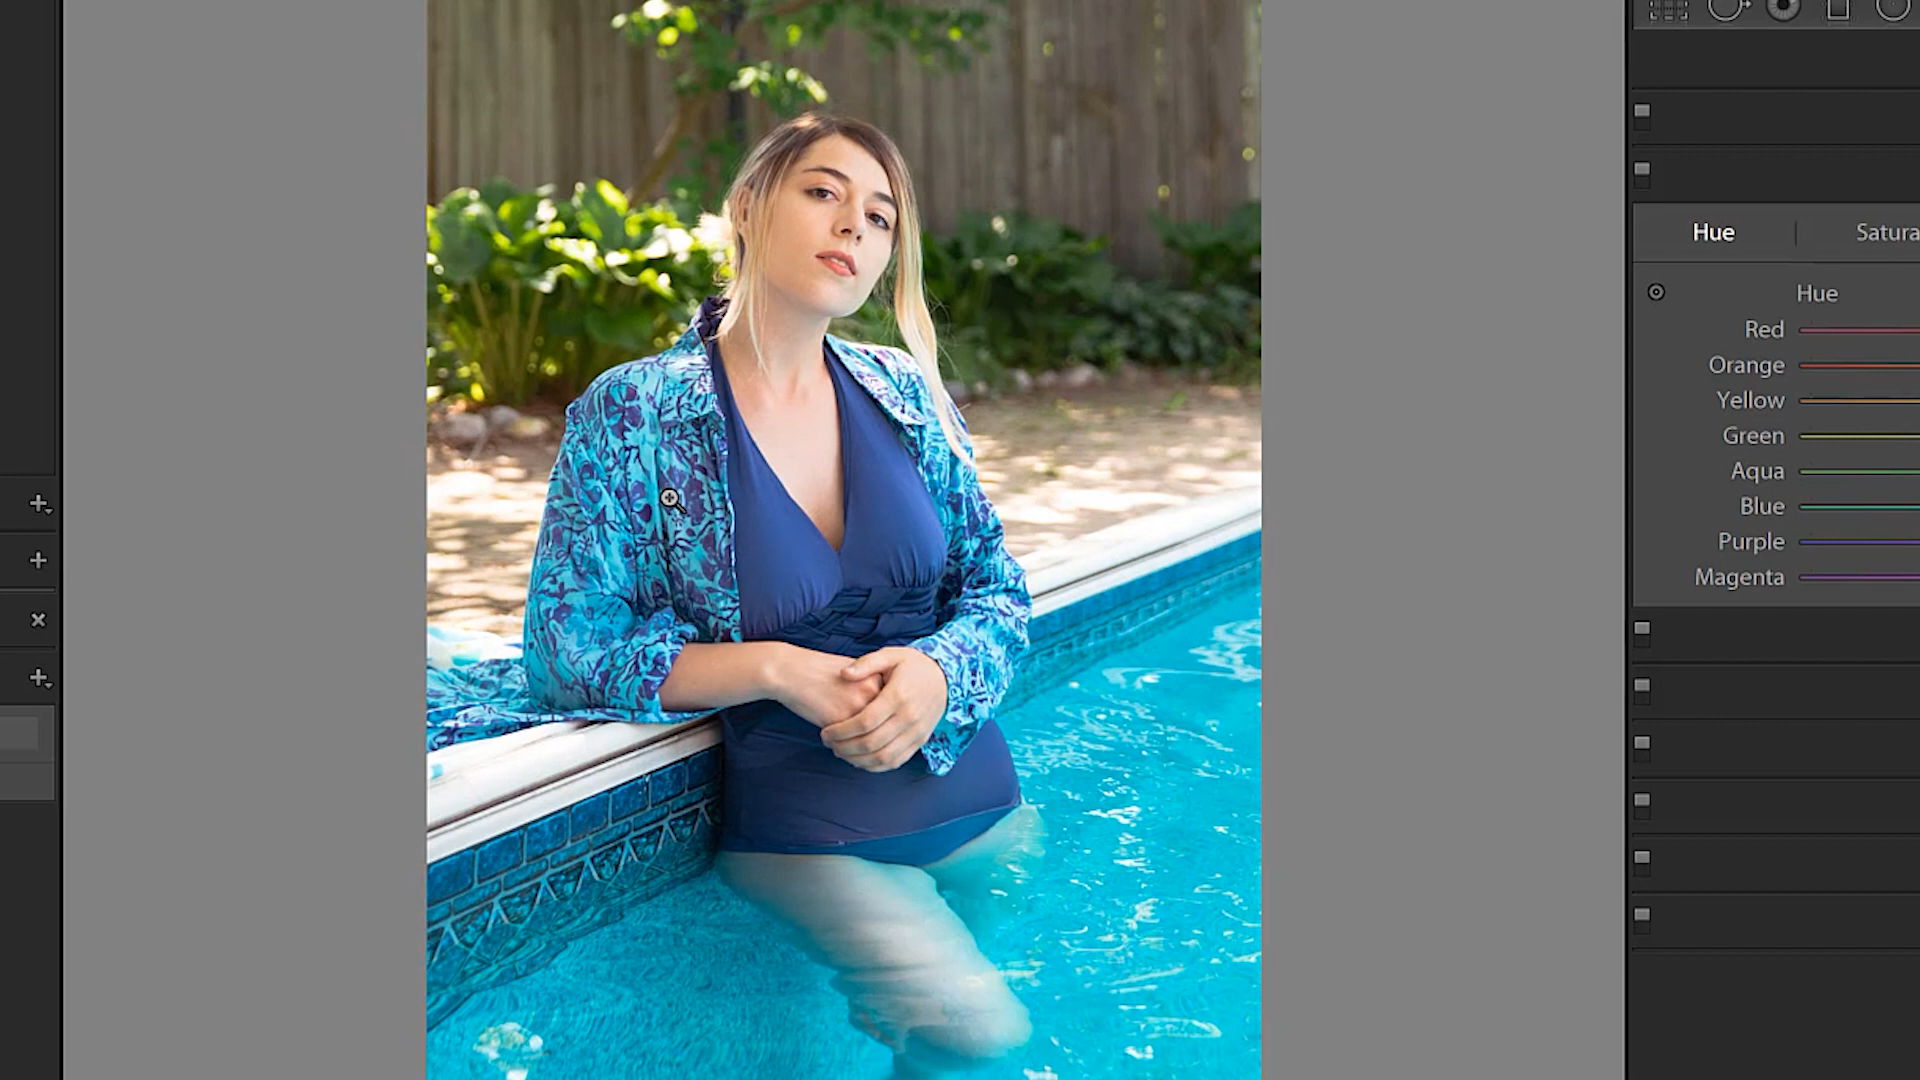 Hue Satura
Hue
Red
Orange
Yellow
Green
Aqua
Blue
Purple
Magenta